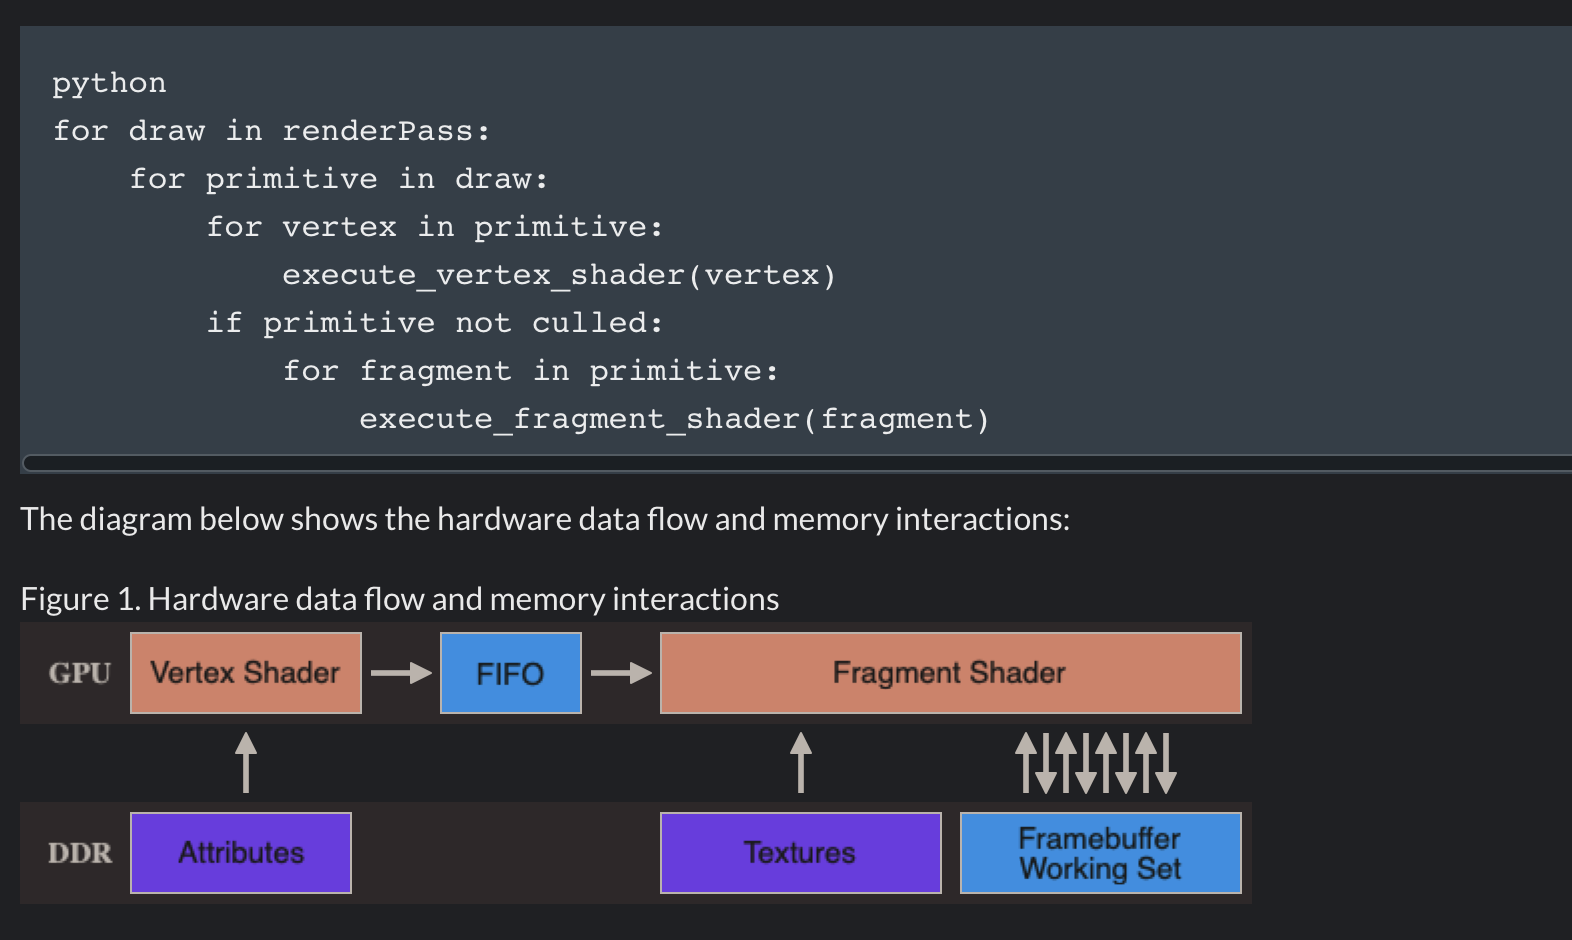 python
for draw in renderPass:
    for primitive in draw:
        for vertex in primitive:
            execute_vertex_shader(vertex)
        if primitive not culled:
            for fragment in primitive:
                execute_fragment_shader(fragment)
The diagram below shows the hardware data flow and memory interactions:
Figure 1. Hardware data flow and memory interactions
GPU Vertex Shader FIFO Fragment Shader
DDR Attributes Textures Framebuffer
Working Set